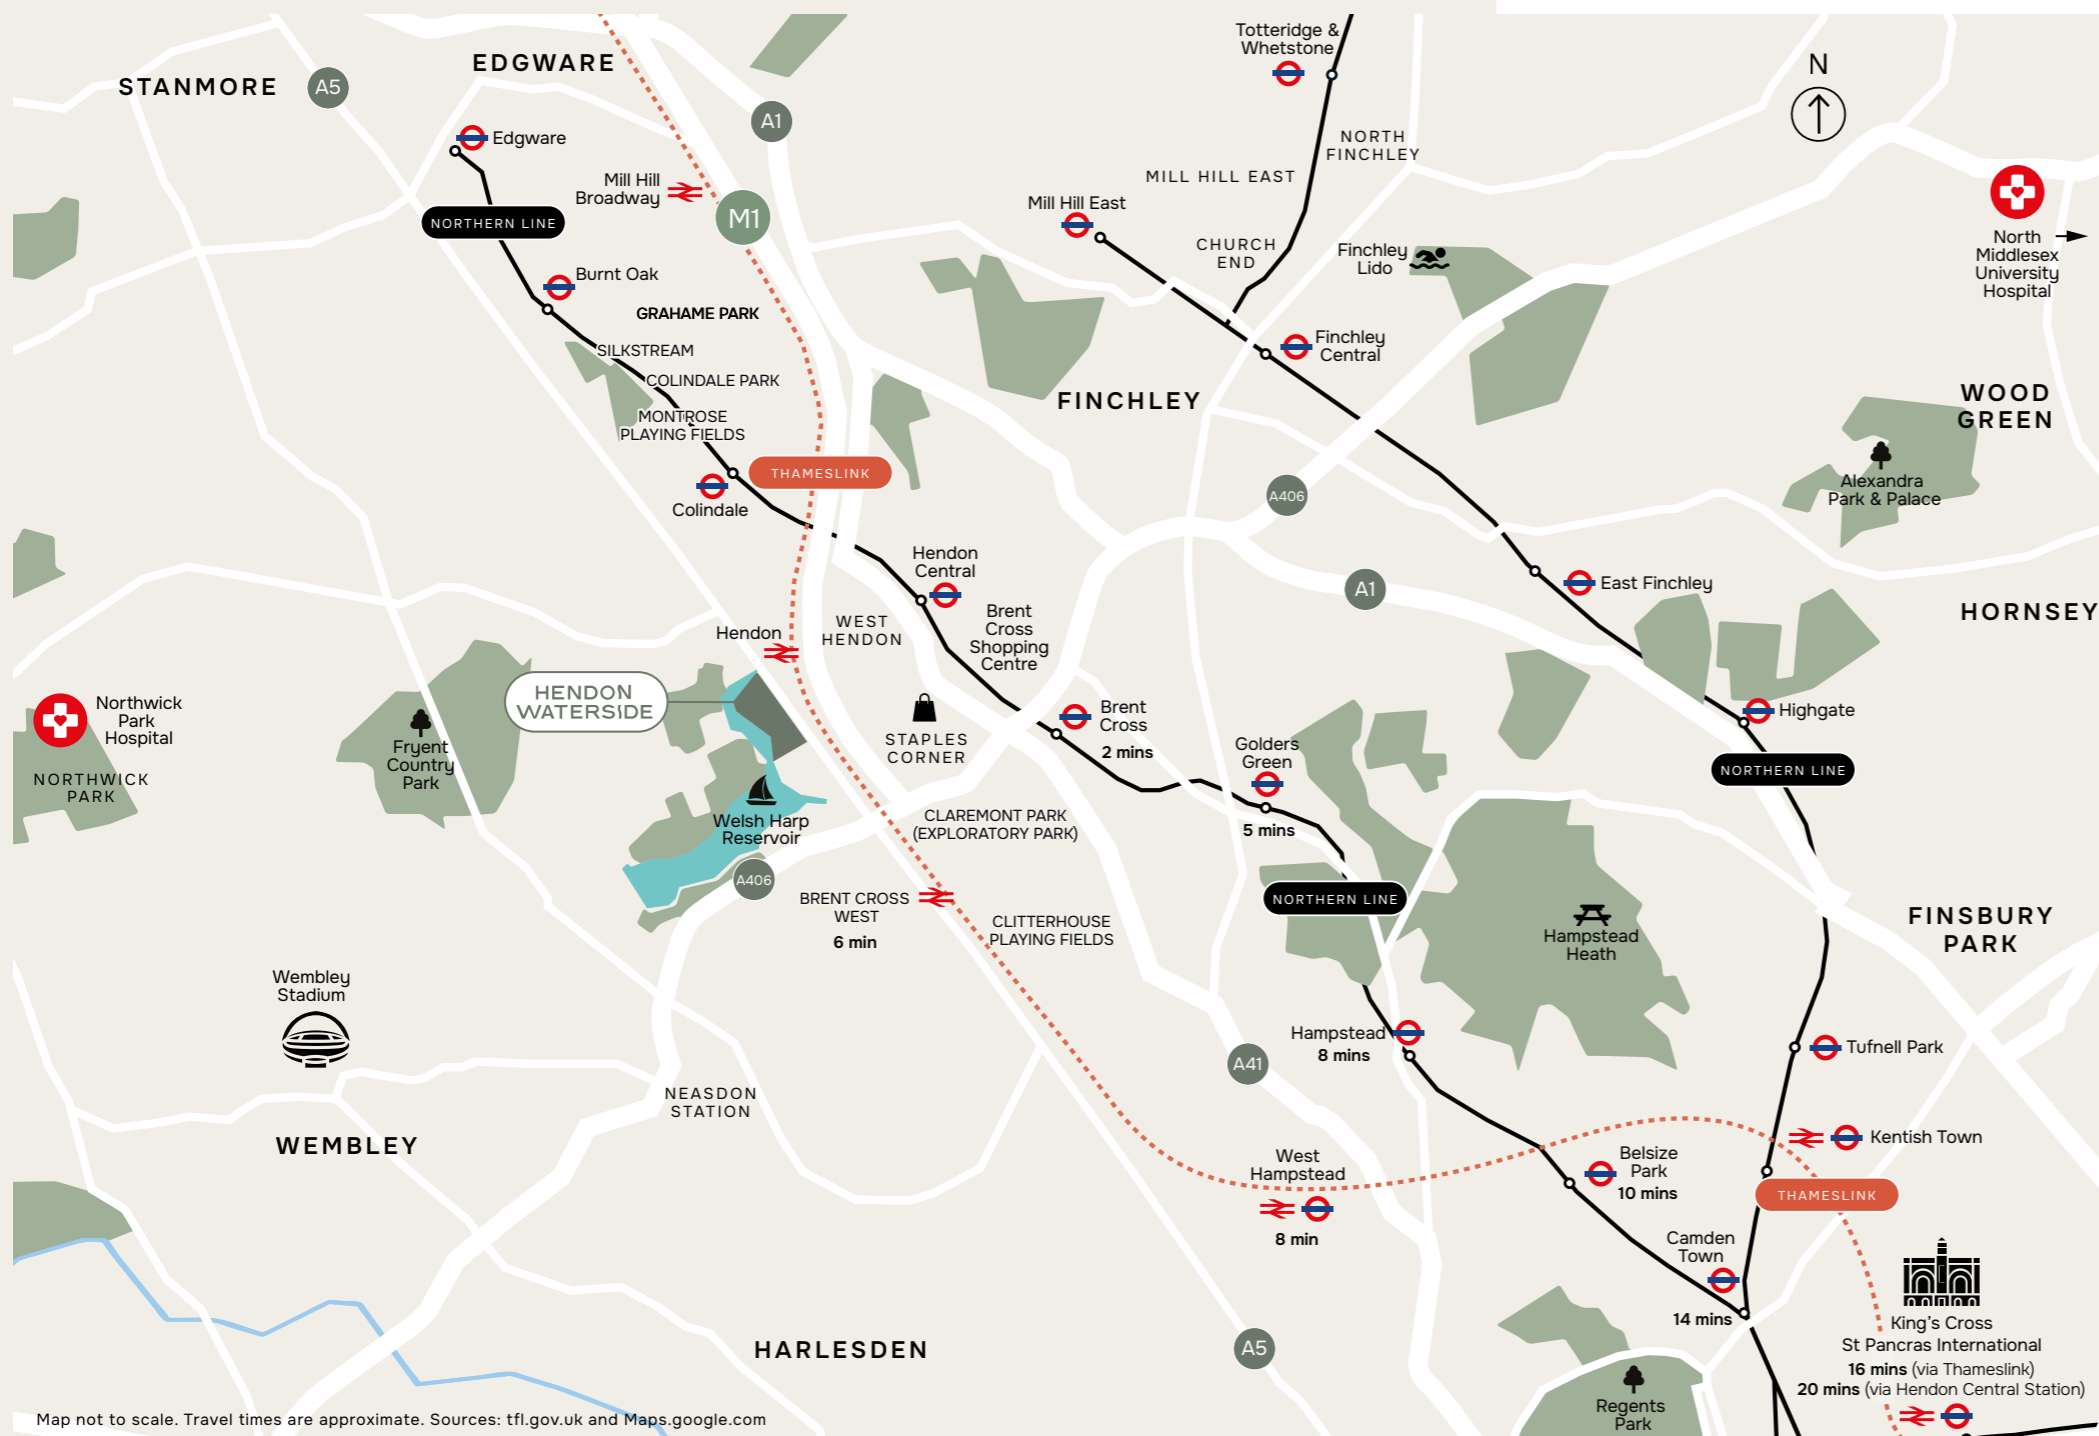 Totteridge &
Whetstone
N
EDGWARE
STANMORE
A5
A1
Edgware
NORTH
FINCHLEY
MILL HILL EAST
Mill Hill
Broadway
M1
NORTHERN LINE
Mill Hill East
CHURCH
END
Finchley
Lido
North
Middlesex
University
Hospital
Burnt Oak
GRAHAME PARK
SILKSTREAM
COLINDALE PARK
MONTROSE
PLAYING FIELDS
Finchley
Central
FINCHLEY
WOOD
GREEN
THAMESLINK
Colindale
A406
Alexandra
Park & Palace
Hendon
Central
A1
East Finchley
HORNSEY
Hendon
WEST
HENDON
Brent
Cross
Shopping
Centre
HENDON
WATERSIDE
Northwick
Park
Hospital
NORTHWICK
PARK
Fryent
Country
Park
STAPLES
CORNER
Brent
Cross
2 mins
Golders
Green
5 mins
Highgate
NORTHERN LINE
Welsh Harp
Reservoir
CLAREMONT PARK
(EXPLORATORY PARK)
A406
BRENT CROSS
WEST
6 min
CLITTERHOUSE
PLAYING FIELDS
NORTHERN LINE
Hampstead
Heath
FINSBURY
PARK
Wembley
Stadium
Hampstead
8 mins
Tufnell Park
A41
NEASDON
STATION
WEMBLEY
West
Hampstead
8 min
Belsize
Park
10 mins
Kentish Town
THAMESLINK
Camden
Town
14 mins
HARLESDEN
A5
King's Cross
St Pancras International
16 mins (via Thameslink)
20 mins (via Hendon Central Station)
Regents
Park
Map not to scale. Travel times are approximate. Sources: tfl.gov.uk and Maps.google.com